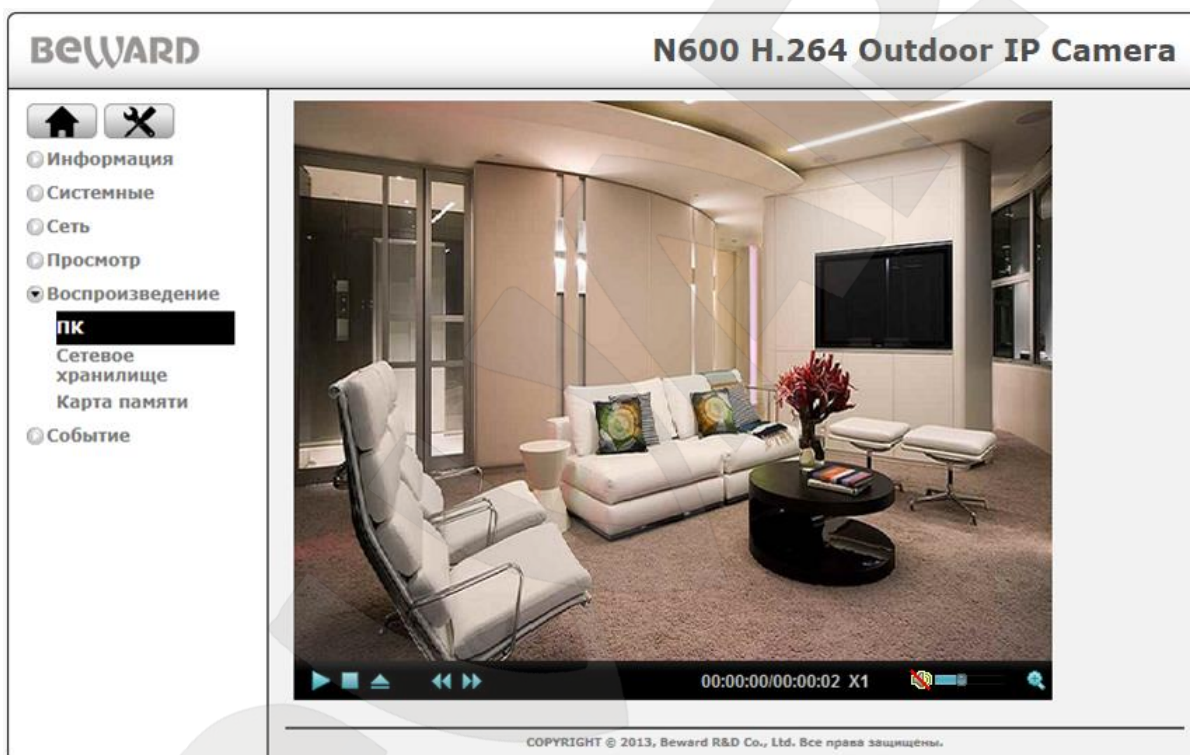 BEWARD
N600 H.264 Outdoor IP Camera
Информация
Системные
Сеть
Просмотр
Воспроизведение
ПК
Сетевое
хранилище
Карта памяти
Событие
00:00:00/00:00:02 X1
COPYRIGHT © 2013, Beward R&D Co., Ltd. Все права защищены.